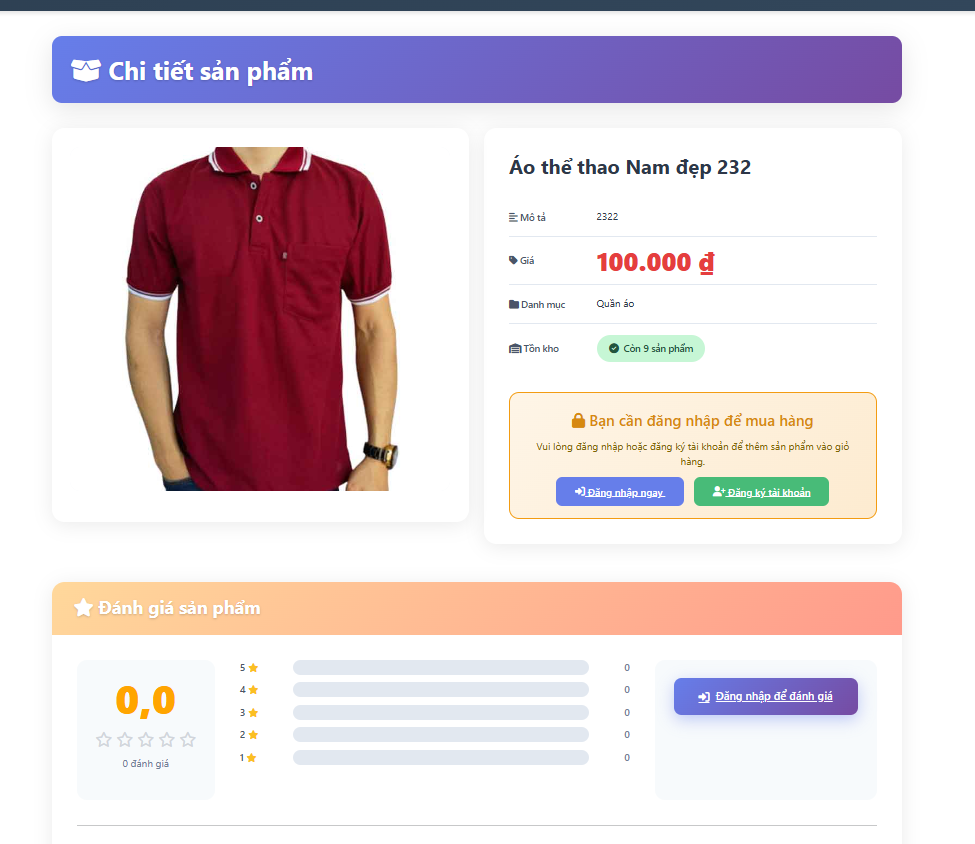 Chi tiết sản phẩm
Áo thể thao Nam đẹp 232
Mô tả 2322
Giá 100.000 ₫
Danh mục Quần áo
Tồn kho Còn 9 sản phẩm
Bạn cần đăng nhập để mua hàng
Vui lòng đăng nhập hoặc đăng ký tài khoản để thêm sản phẩm vào giỏ
hàng.
Đăng nhập ngay Đăng ký tài khoản
Đánh giá sản phẩm
0,0
0 đánh giá
5 0
4 0
3 0
2 0
1 0
Đăng nhập để đánh giá